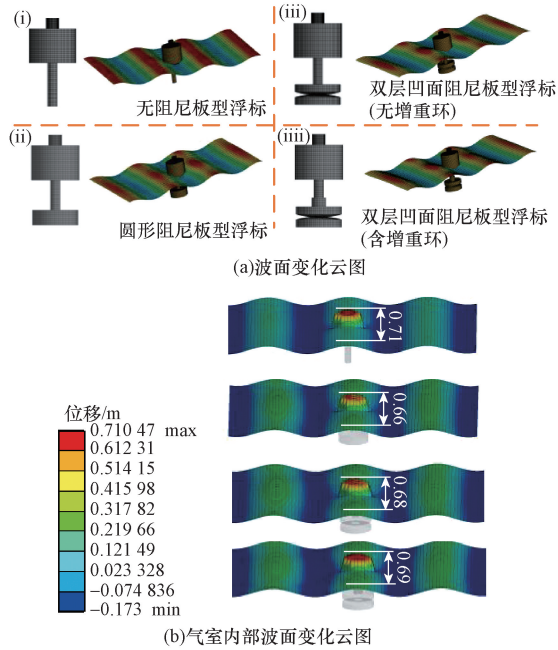 (i)
无阻尼板型浮标
(iii)
双层凹面阻尼板型浮标
(无增重环)
(ii)
圆形阻尼板型浮标
(iiii)
双层凹面阻尼板型浮标
(含增重环)
(a)波面变化云图
0.71
0.66
0.68
0.69
位移/m
0.710 47 max
0.612 31
0.514 15
0.415 98
0.317 82
0.219 66
0.121 49
0.023 328
−0.074 836
−0.173 min
(b)气室内部波面变化云图